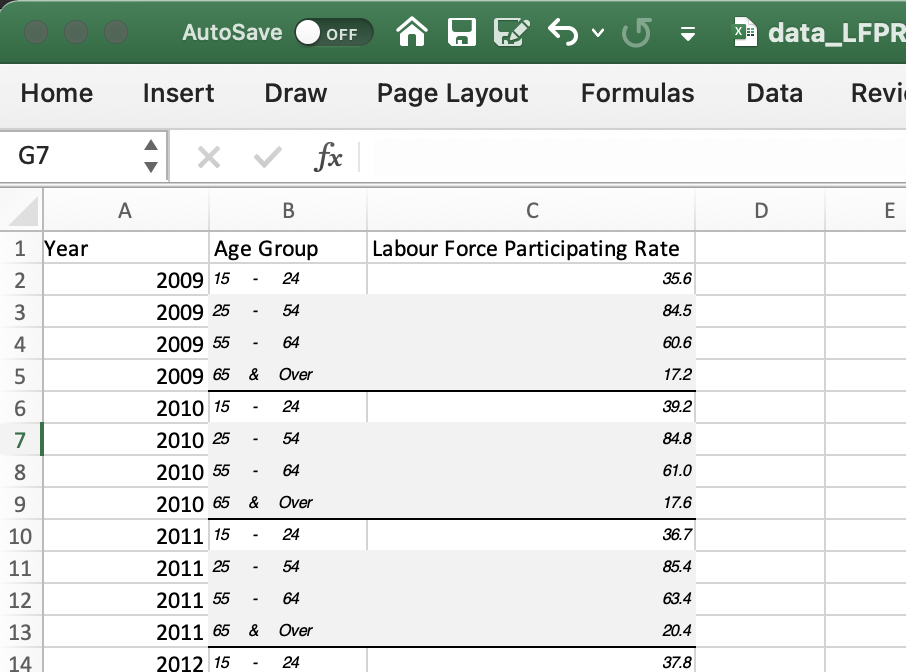 AutoSave OFF data_LFPR
Home Insert Draw Page Layout Formulas Data Revi
G7 fx
A B C D E
1 Year Age Group Labour Force Participating Rate
2 2009 15 - 24 35.6
3 2009 25 - 54 84.5
4 2009 55 - 64 60.6
5 2009 65 & Over 17.2
6 2010 15 - 24 39.2
7 2010 25 - 54 84.8
8 2010 55 - 64 61.0
9 2010 65 & Over 17.6
10 2011 15 - 24 36.7
11 2011 25 - 54 85.4
12 2011 55 - 64 63.4
13 2011 65 & Over 20.4
14 2012 15 - 24 37.8